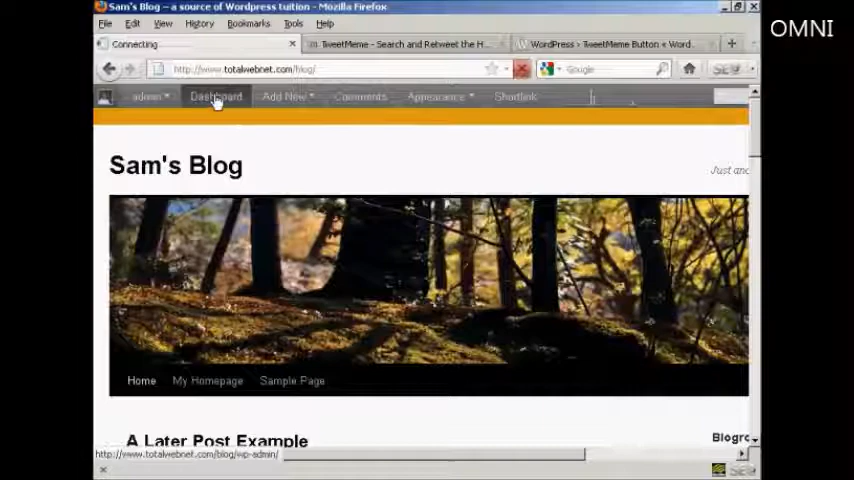 Sam's Blog – a source of Wordpress tuition - Mozilla Firefox
OMNI
File Edit View History Bookmarks Tools Help
Connecting
TweetMeme - Search and Retweet the H...
WordPress › TweetMeme Button « Word...
http://www.totalwebnet.com/blog/
Google
admin Dashboard Add New Comments Appearance Shortlink
Sam's Blog
Just
Home My Homepage Sample Page
A Later Post Example
Blogro
http://www.totalwebnet.com/blog/wp-admin/